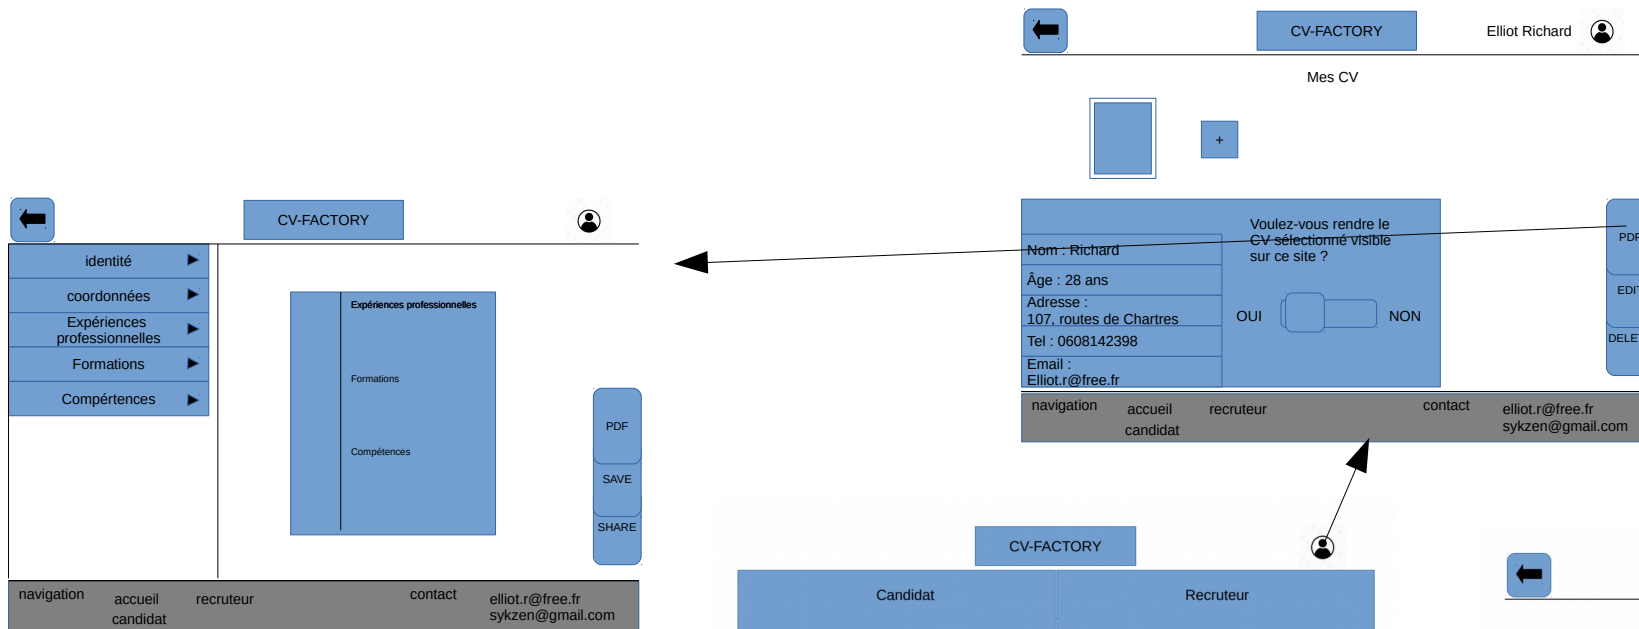 CV-FACTORY
Elliot Richard
Mes CV
+
Nom : Richard
Âge : 28 ans
Adresse :
107, routes de Chartres
Tel : 0608142398
Email :
Elliot.r@free.fr
Voulez-vous rendre le
CV sélectionné visible
sur ce site ?
OUI
NON
PDF
EDIT
DELE
navigation
accueil
recruteur
candidat
contact
elliot.r@free.fr
sykzen@gmail.com
CV-FACTORY
identité
coordonnées
Expériences
professionnelles
Formations
Compértences
Expériences professionnelles
Formations
Compétences
PDF
SAVE
SHARE
navigation
accueil
recruteur
candidat
contact
elliot.r@free.fr
sykzen@gmail.com
CV-FACTORY
Candidat
Recruteur